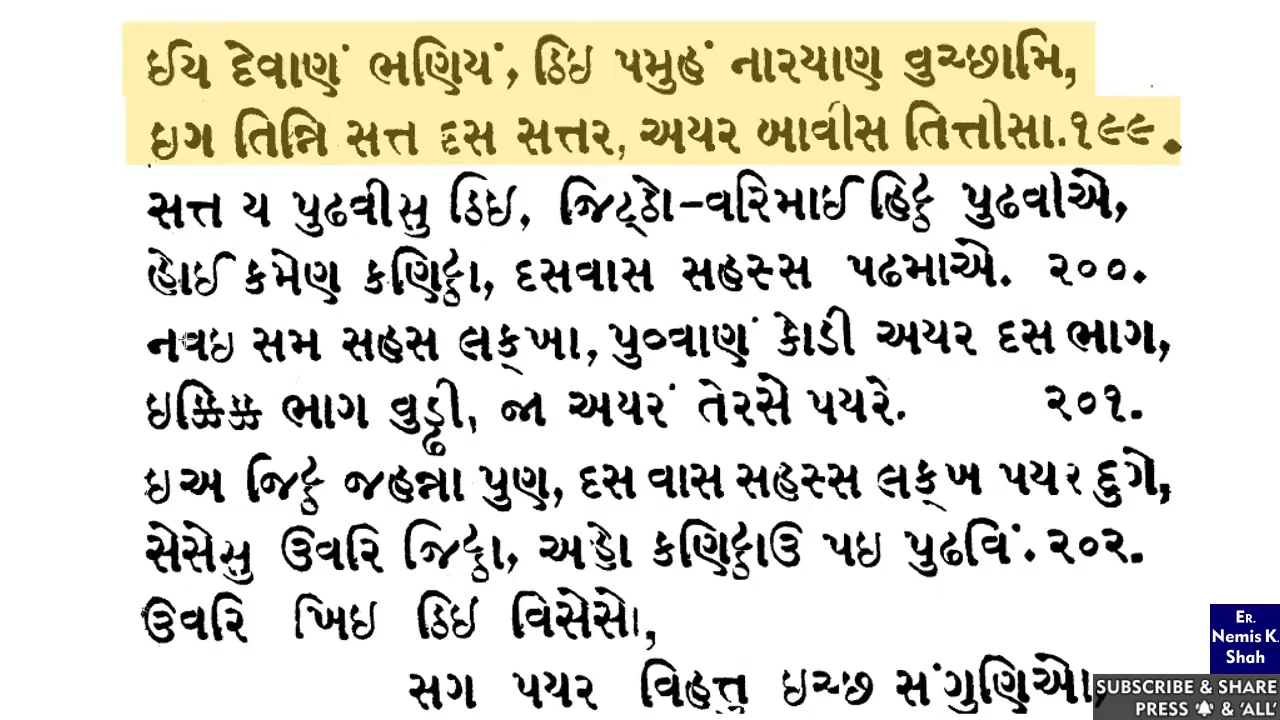 ઈય દેવાણં ભણિયં, ઠિઇ પમુહં નારયાણ વુચ્છામિ,
ઇગ તિન્નિ સત્ત દસ સત્તર, અયર બાવીસ તિત્તીસા.૧૯૯.
સત્ત ય પુઢવીસુ ઠિઇ, જિટ્ઠો-વરિમાઈ હિટ્ઠ પુઢવીએ,
હોઈ કમેણ કણિટ્ઠા, દસવાસ સહસ્સ પઢમાએ. ૨૦૦.
નવઇ સમ સહસ લક્ખા, પુવ્વાણં કોડી અયર દસ ભાગ,
ઇક્કિક્ક ભાગ વુડ્ઢી, જા અયરં તેરસે પયરે. ૨૦૧.
ઇઅ જિટ્ઠ જહન્ના પુણ, દસ વાસ સહસ્સ લક્ખ પયર દુગે,
સેસેસુ ઉવરિ જિટ્ઠા, અહો કણિટ્ઠાઉ પઇ પુઢવિં. ૨૦૨.
ઉવરિ ખિઇ ઠિઇ વિસેસો,
સગ પયર વિહત્તુ ઇચ્છ સંગુણિઓ,
ER.
Nemis K.
Shah
SUBSCRIBE & SHARE
PRESS & 'ALL'